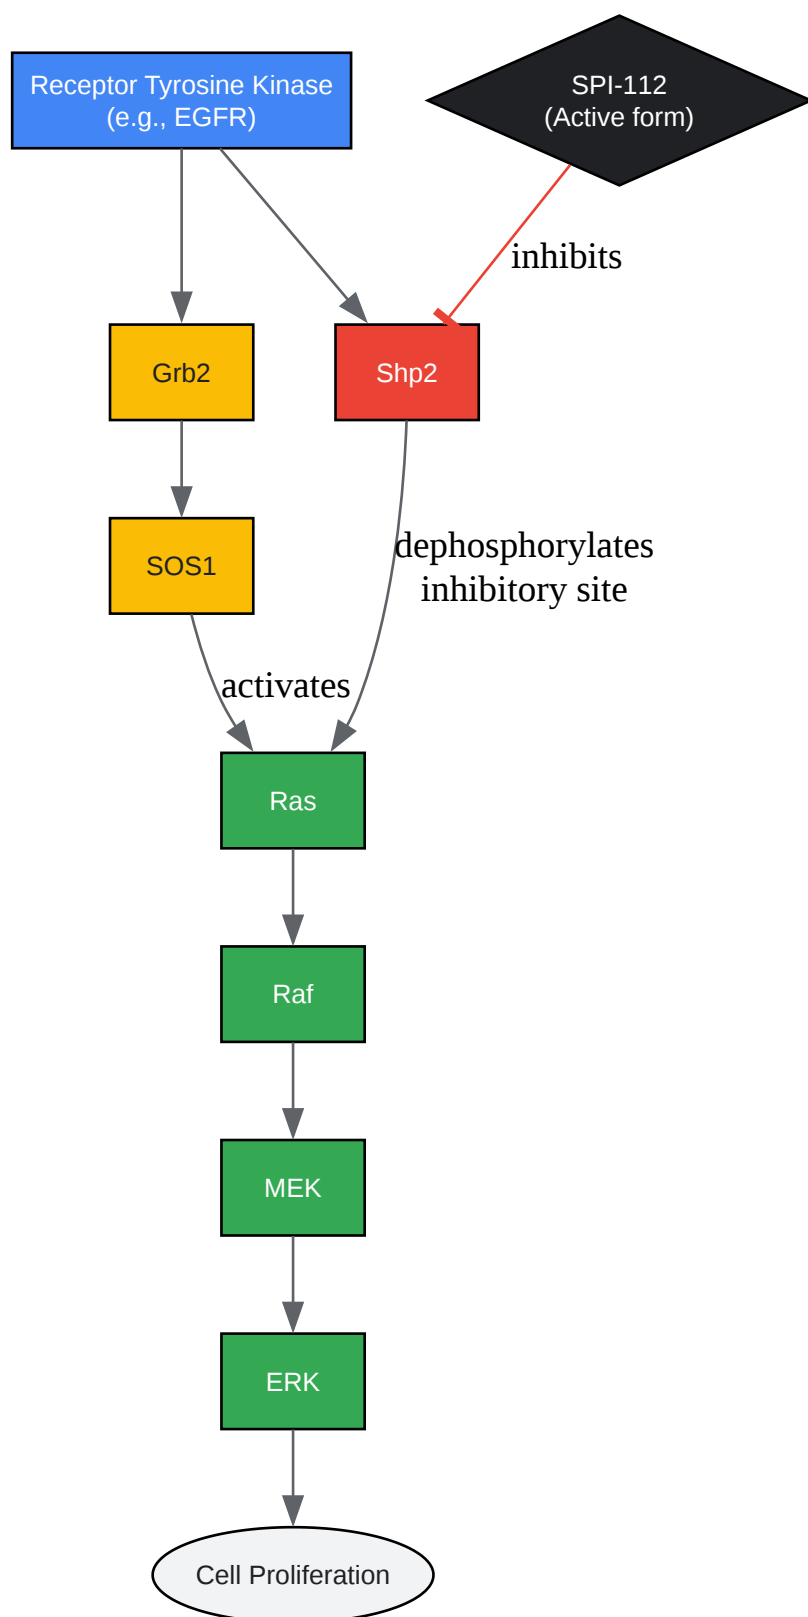 Receptor Tyrosine Kinase
(e.g., EGFR)
SPI-112
(Active form)
inhibits
Grb2
Shp2
SOS1
dephosphorylates
inhibitory site
activates
Ras
Raf
MEK
ERK
Cell Proliferation